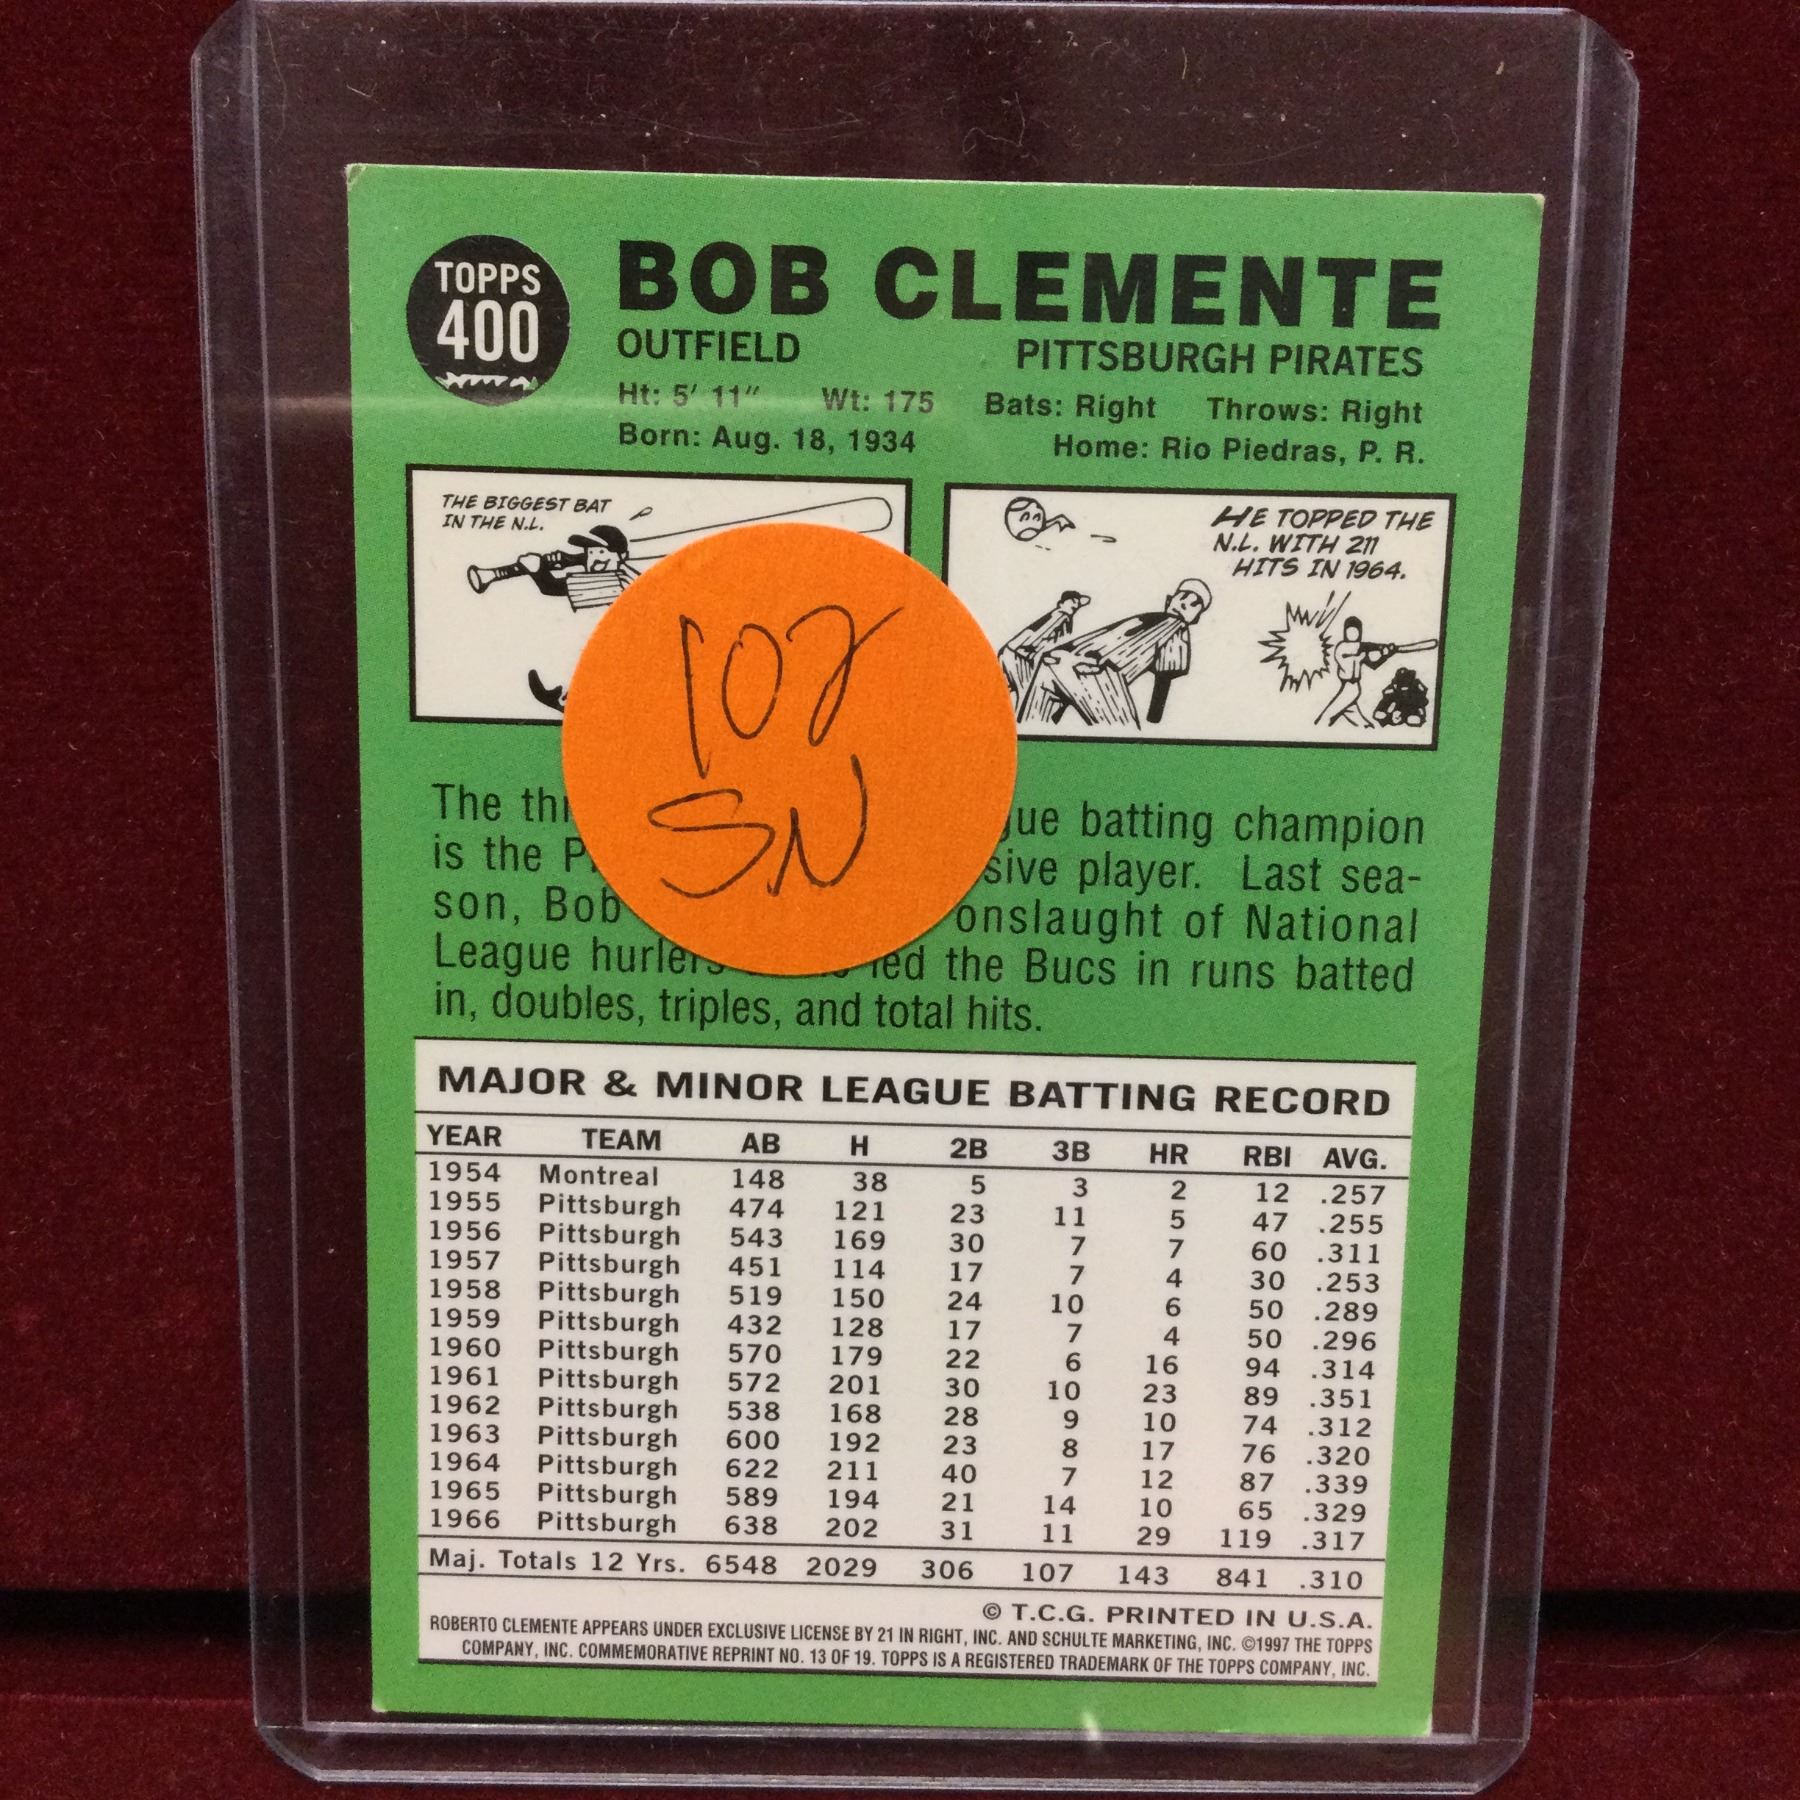 TOPPS
400
BOB CLEMENTE
OUTFIELD PITTSBURGH PIRATES
Ht: 5' 11" Wt: 175 Bats: Right Throws: Right
Born: Aug. 18, 1934 Home: Rio Piedras, P. R.
THE BIGGEST BAT
IN THE N.L.
HE TOPPED THE
N.L. WITH 211
HITS IN 1964.
102
SN
The batting champion
is the player. Last sea-
son, Bob onslaught of National
League hurlers led the Bucs in runs batted
in, doubles, triples, and total hits.
MAJOR & MINOR LEAGUE BATTING RECORD
YEAR TEAM AB H 2B 3B HR RBI AVG.
1954 Montreal 148 38 5 3 2 12 .257
1955 Pittsburgh 474 121 23 11 5 47 .255
1956 Pittsburgh 543 169 30 7 7 60 .311
1957 Pittsburgh 451 114 17 7 4 30 .253
1958 Pittsburgh 519 150 24 10 6 50 .289
1959 Pittsburgh 432 128 17 7 4 50 .296
1960 Pittsburgh 570 179 22 6 16 94 .314
1961 Pittsburgh 572 201 30 10 23 89 .351
1962 Pittsburgh 538 168 28 9 10 74 .312
1963 Pittsburgh 600 192 23 8 17 76 .320
1964 Pittsburgh 622 211 40 7 12 87 .339
1965 Pittsburgh 589 194 21 14 10 65 .329
1966 Pittsburgh 638 202 31 11 29 119 .317
Maj. Totals 12 Yrs. 6548 2029 306 107 143 841 .310
© T.C.G. PRINTED IN U.S.A.
ROBERTO CLEMENTE APPEARS UNDER EXCLUSIVE LICENSE BY 21 IN RIGHT, INC. AND SCHULTE MARKETING, INC. ©1997 THE TOPPS
COMPANY, INC. COMMEMORATIVE REPRINT NO. 13 OF 19. TOPPS IS A REGISTERED TRADEMARK OF THE TOPPS COMPANY, INC.